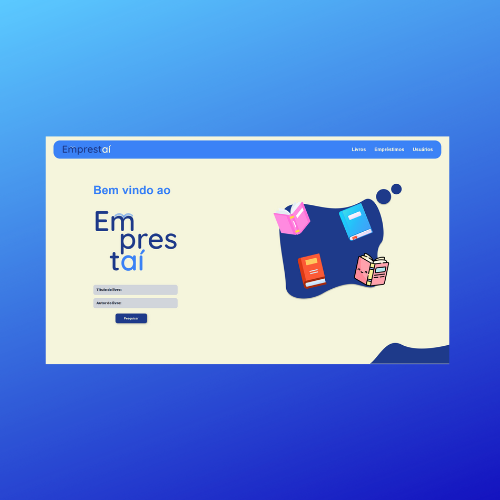 Emprestaí
Livros Empréstimos Usuários
Bem vindo ao
Em
pres
taí
Título do livro:
Autor do livro:
Pesquisar